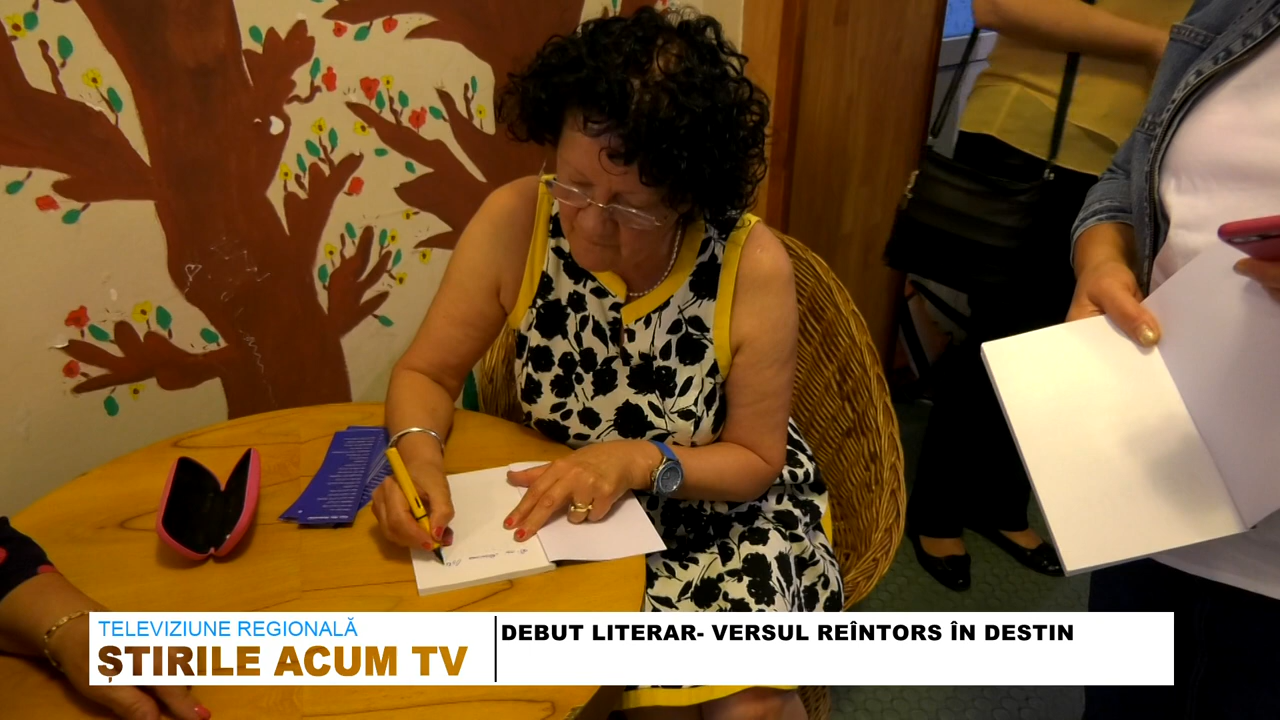 TELEVIZIUNE REGIONALĂ
ȘTIRILE ACUM TV
DEBUT LITERAR- VERSUL REÎNTORS ÎN DESTIN